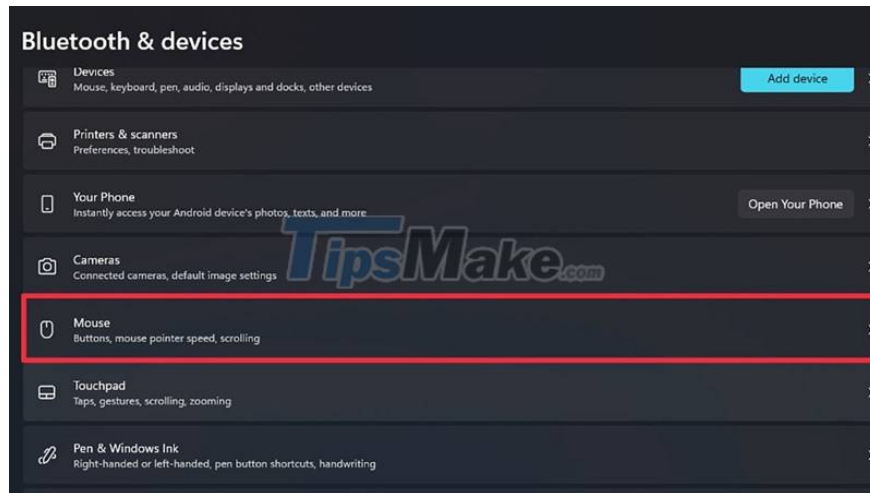 Bluetooth & devices
Devices
Mouse, keyboard, pen, audio, displays and docks, other devices
Add device
Printers & scanners
Preferences, troubleshoot
Your Phone
Instantly access your Android device's photos, texts, and more
Open Your Phone
TipsMake.com
Cameras
Connected cameras, default image settings
Mouse
Buttons, mouse pointer speed, scrolling
Touchpad
Taps, gestures, scrolling, zooming
Pen & Windows Ink
Right-handed or left-handed, pen button shortcuts, handwriting